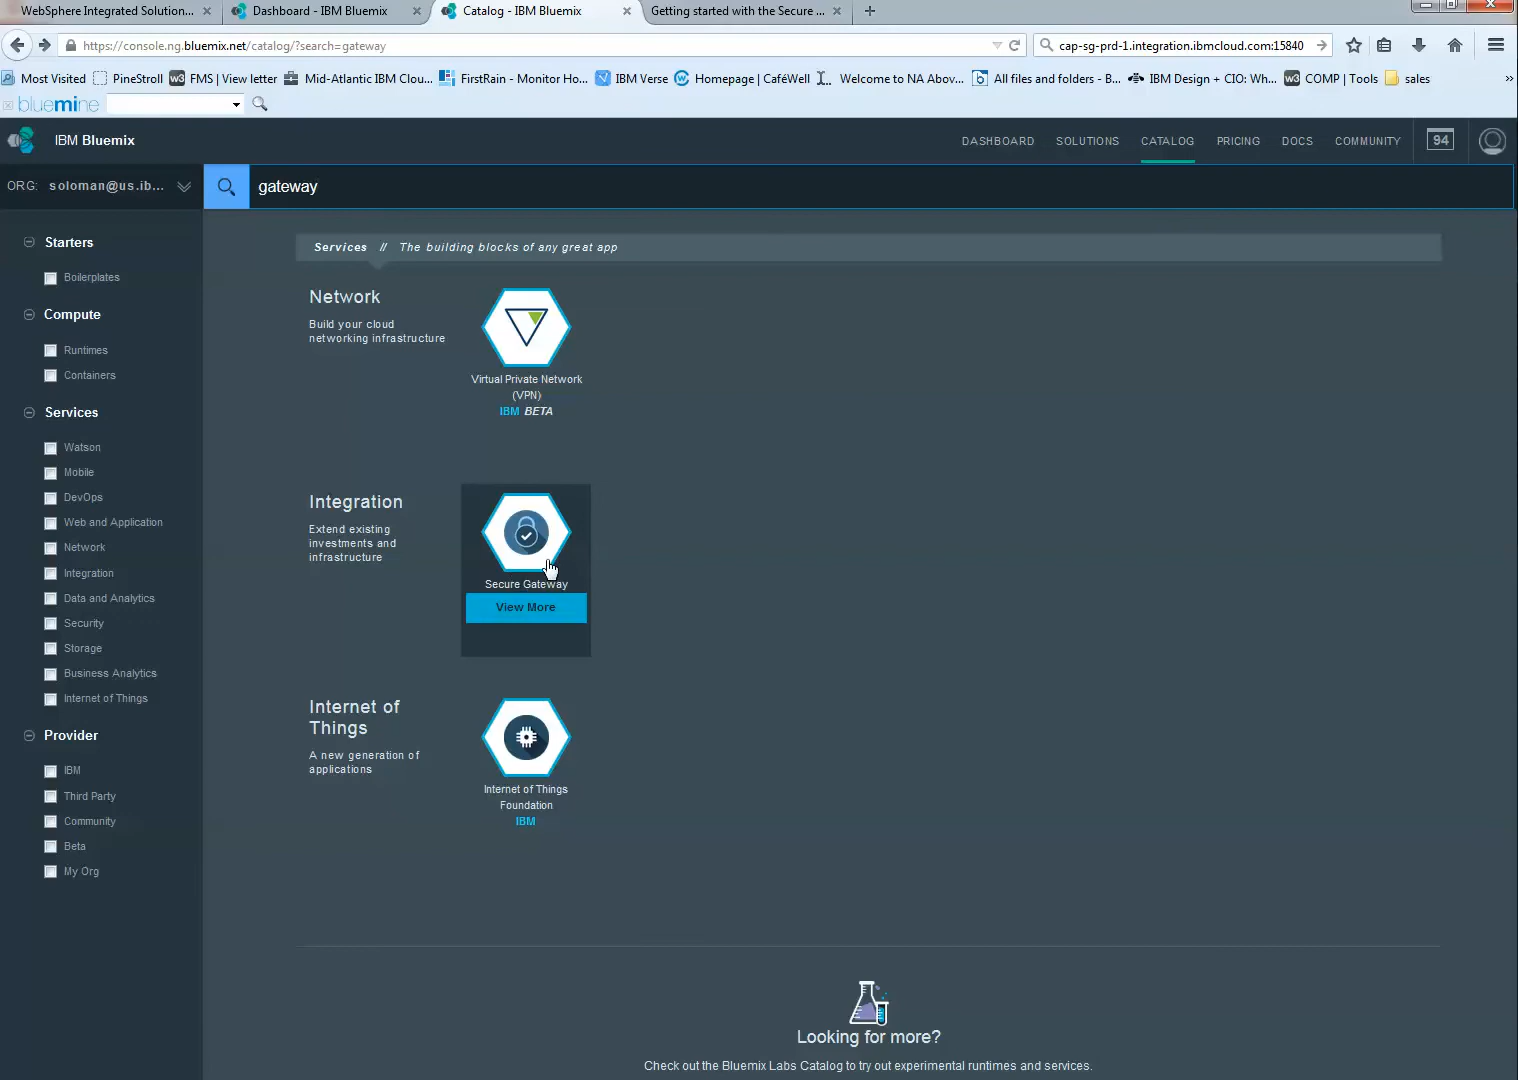 WebSphere Integrated Solution... ×
Dashboard - IBM Bluemix ×
Catalog - IBM Bluemix ×
Getting started with the Secure ... ×
https://console.ng.bluemix.net/catalog/?search=gateway
cap-sg-prd-1.integration.ibmcloud.com:15840
Most Visited PineStroll w3 FMS | View letter Mid-Atlantic IBM Clou... FirstRain - Monitor Ho... IBM Verse Homepage | CaféWell Welcome to NA Abov... All files and folders - B... IBM Design + CIO: Wh... w3 COMP | Tools sales »
bluemine
IBM Bluemix
DASHBOARD SOLUTIONS CATALOG PRICING DOCS COMMUNITY 94
ORG: soloman@us.ib...
gateway
Starters
Boilerplates
Compute
Runtimes
Containers
Services
Watson
Mobile
DevOps
Web and Application
Network
Integration
Data and Analytics
Security
Storage
Business Analytics
Internet of Things
Provider
IBM
Third Party
Community
Beta
My Org
Services // The building blocks of any great app
Network
Build your cloud
networking infrastructure
Virtual Private Network
(VPN)
IBM BETA
Integration
Extend existing
investments and
infrastructure
Secure Gateway
View More
Internet of
Things
A new generation of
applications
Internet of Things
Foundation
IBM
Looking for more?
Check out the Bluemix Labs Catalog to try out experimental runtimes and services.